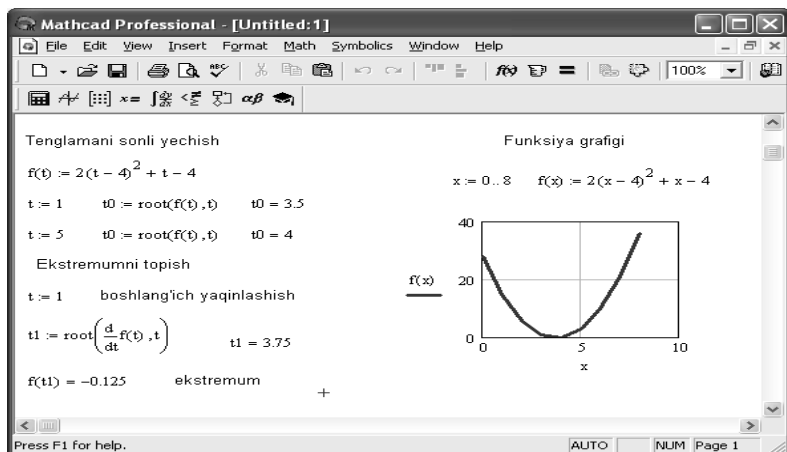 Mathcad Professional - [Untitled:1]
File Edit View Insert Format Math Symbolics Window Help
100%
Tenglamani sonli yechish
f(t) := 2(t − 4)² + t − 4
t := 1 t0 := root(f(t) ,t) t0 = 3.5
t := 5 t0 := root(f(t) ,t) t0 = 4
Ekstremumni topish
t := 1 boshlang'ich yaqinlashish
t1 := root(d/dt f(t) ,t) t1 = 3.75
f(t1) = −0.125 ekstremum
Funksiya grafigi
x := 0.. 8 f(x) := 2(x − 4)² + x − 4
40
f(x) 20
0
0 5 10
x
Press F1 for help. AUTO NUM Page 1